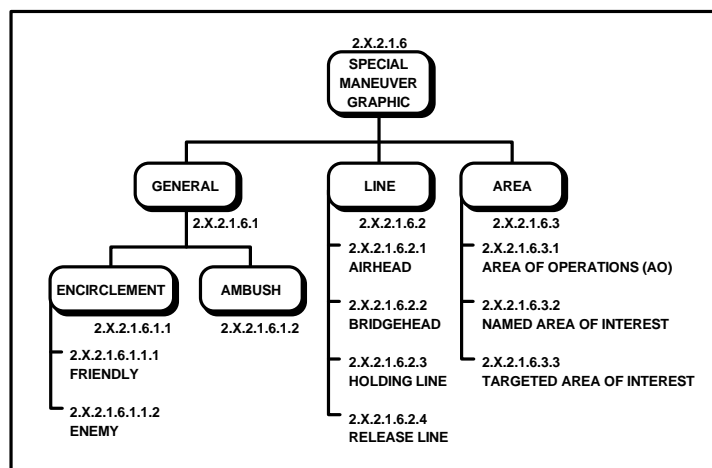 2.X.2.1.6
SPECIAL
MANEUVER
GRAPHIC
GENERAL
2.X.2.1.6.1
ENCIRCLEMENT
2.X.2.1.6.1.1
2.X.2.1.6.1.1.1
FRIENDLY
2.X.2.1.6.1.1.2
ENEMY
AMBUSH
2.X.2.1.6.1.2
LINE
2.X.2.1.6.2
2.X.2.1.6.2.1
AIRHEAD
2.X.2.1.6.2.2
BRIDGEHEAD
2.X.2.1.6.2.3
HOLDING LINE
2.X.2.1.6.2.4
RELEASE LINE
AREA
2.X.2.1.6.3
2.X.2.1.6.3.1
AREA OF OPERATIONS (AO)
2.X.2.1.6.3.2
NAMED AREA OF INTEREST
2.X.2.1.6.3.3
TARGETED AREA OF INTEREST